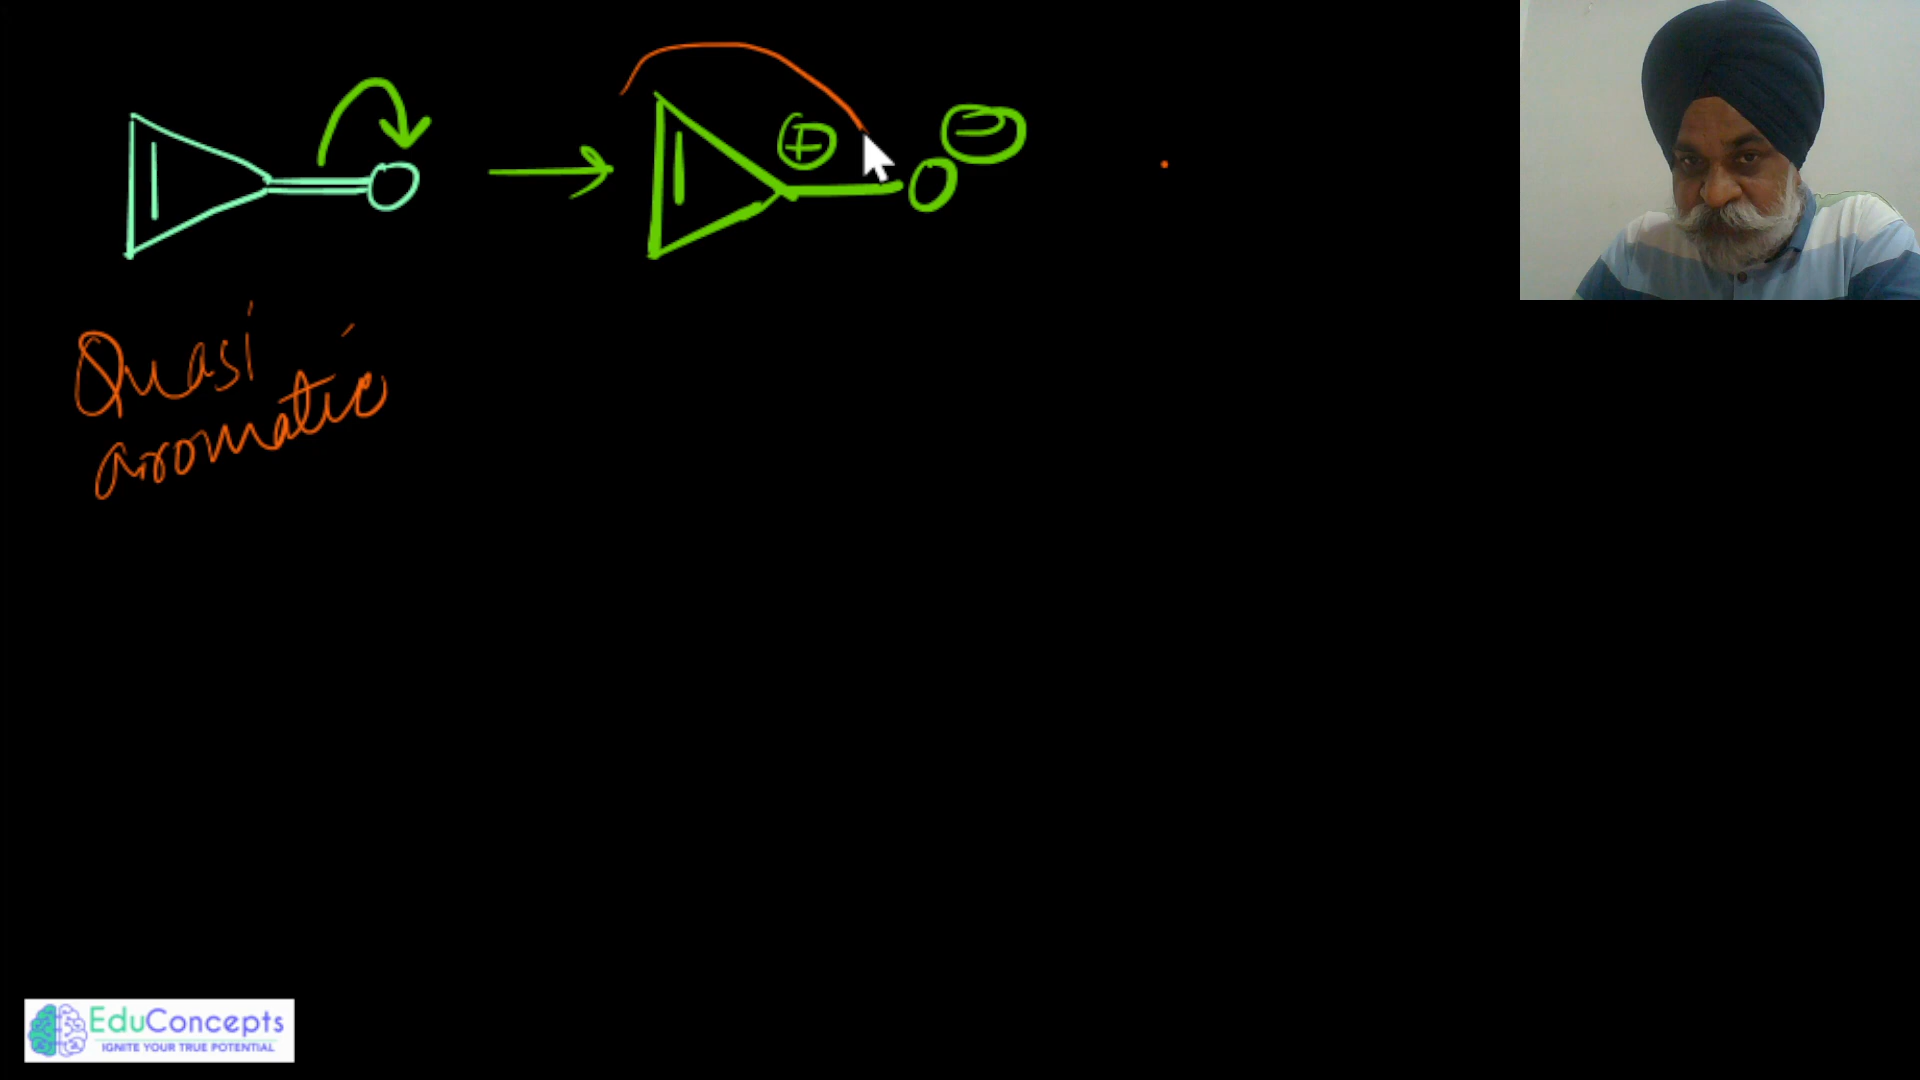 O
⊕
O
⊖
Quasi
aromatic
EduConcepts
IGNITE YOUR TRUE POTENTIAL